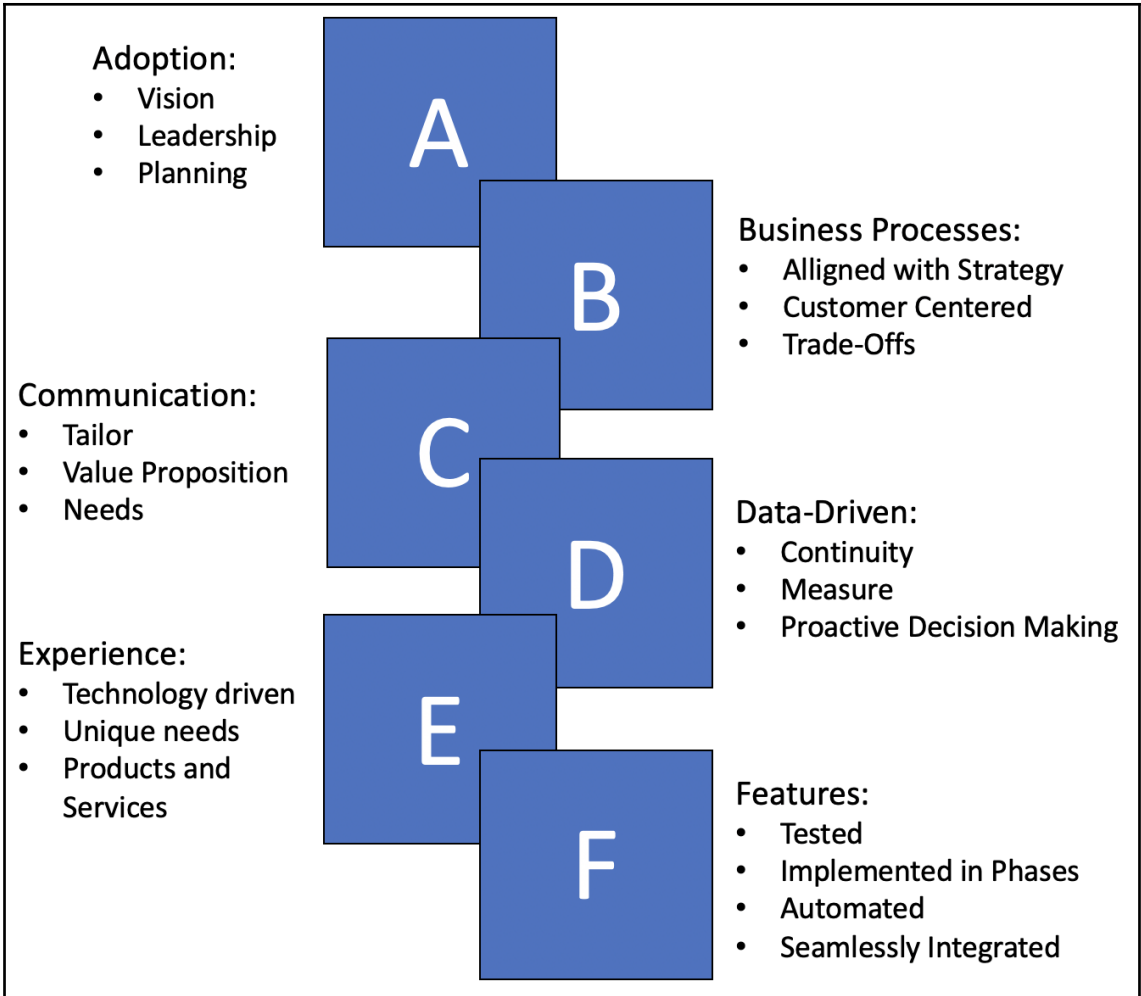 Adoption:
• Vision
• Leadership
• Planning
A
B
Business Processes:
• Alligned with Strategy
• Customer Centered
• Trade-Offs
Communication:
• Tailor
• Value Proposition
• Needs
C
D
Data-Driven:
• Continuity
• Measure
• Proactive Decision Making
Experience:
• Technology driven
• Unique needs
• Products and
Services
E
F
Features:
• Tested
• Implemented in Phases
• Automated
• Seamlessly Integrated